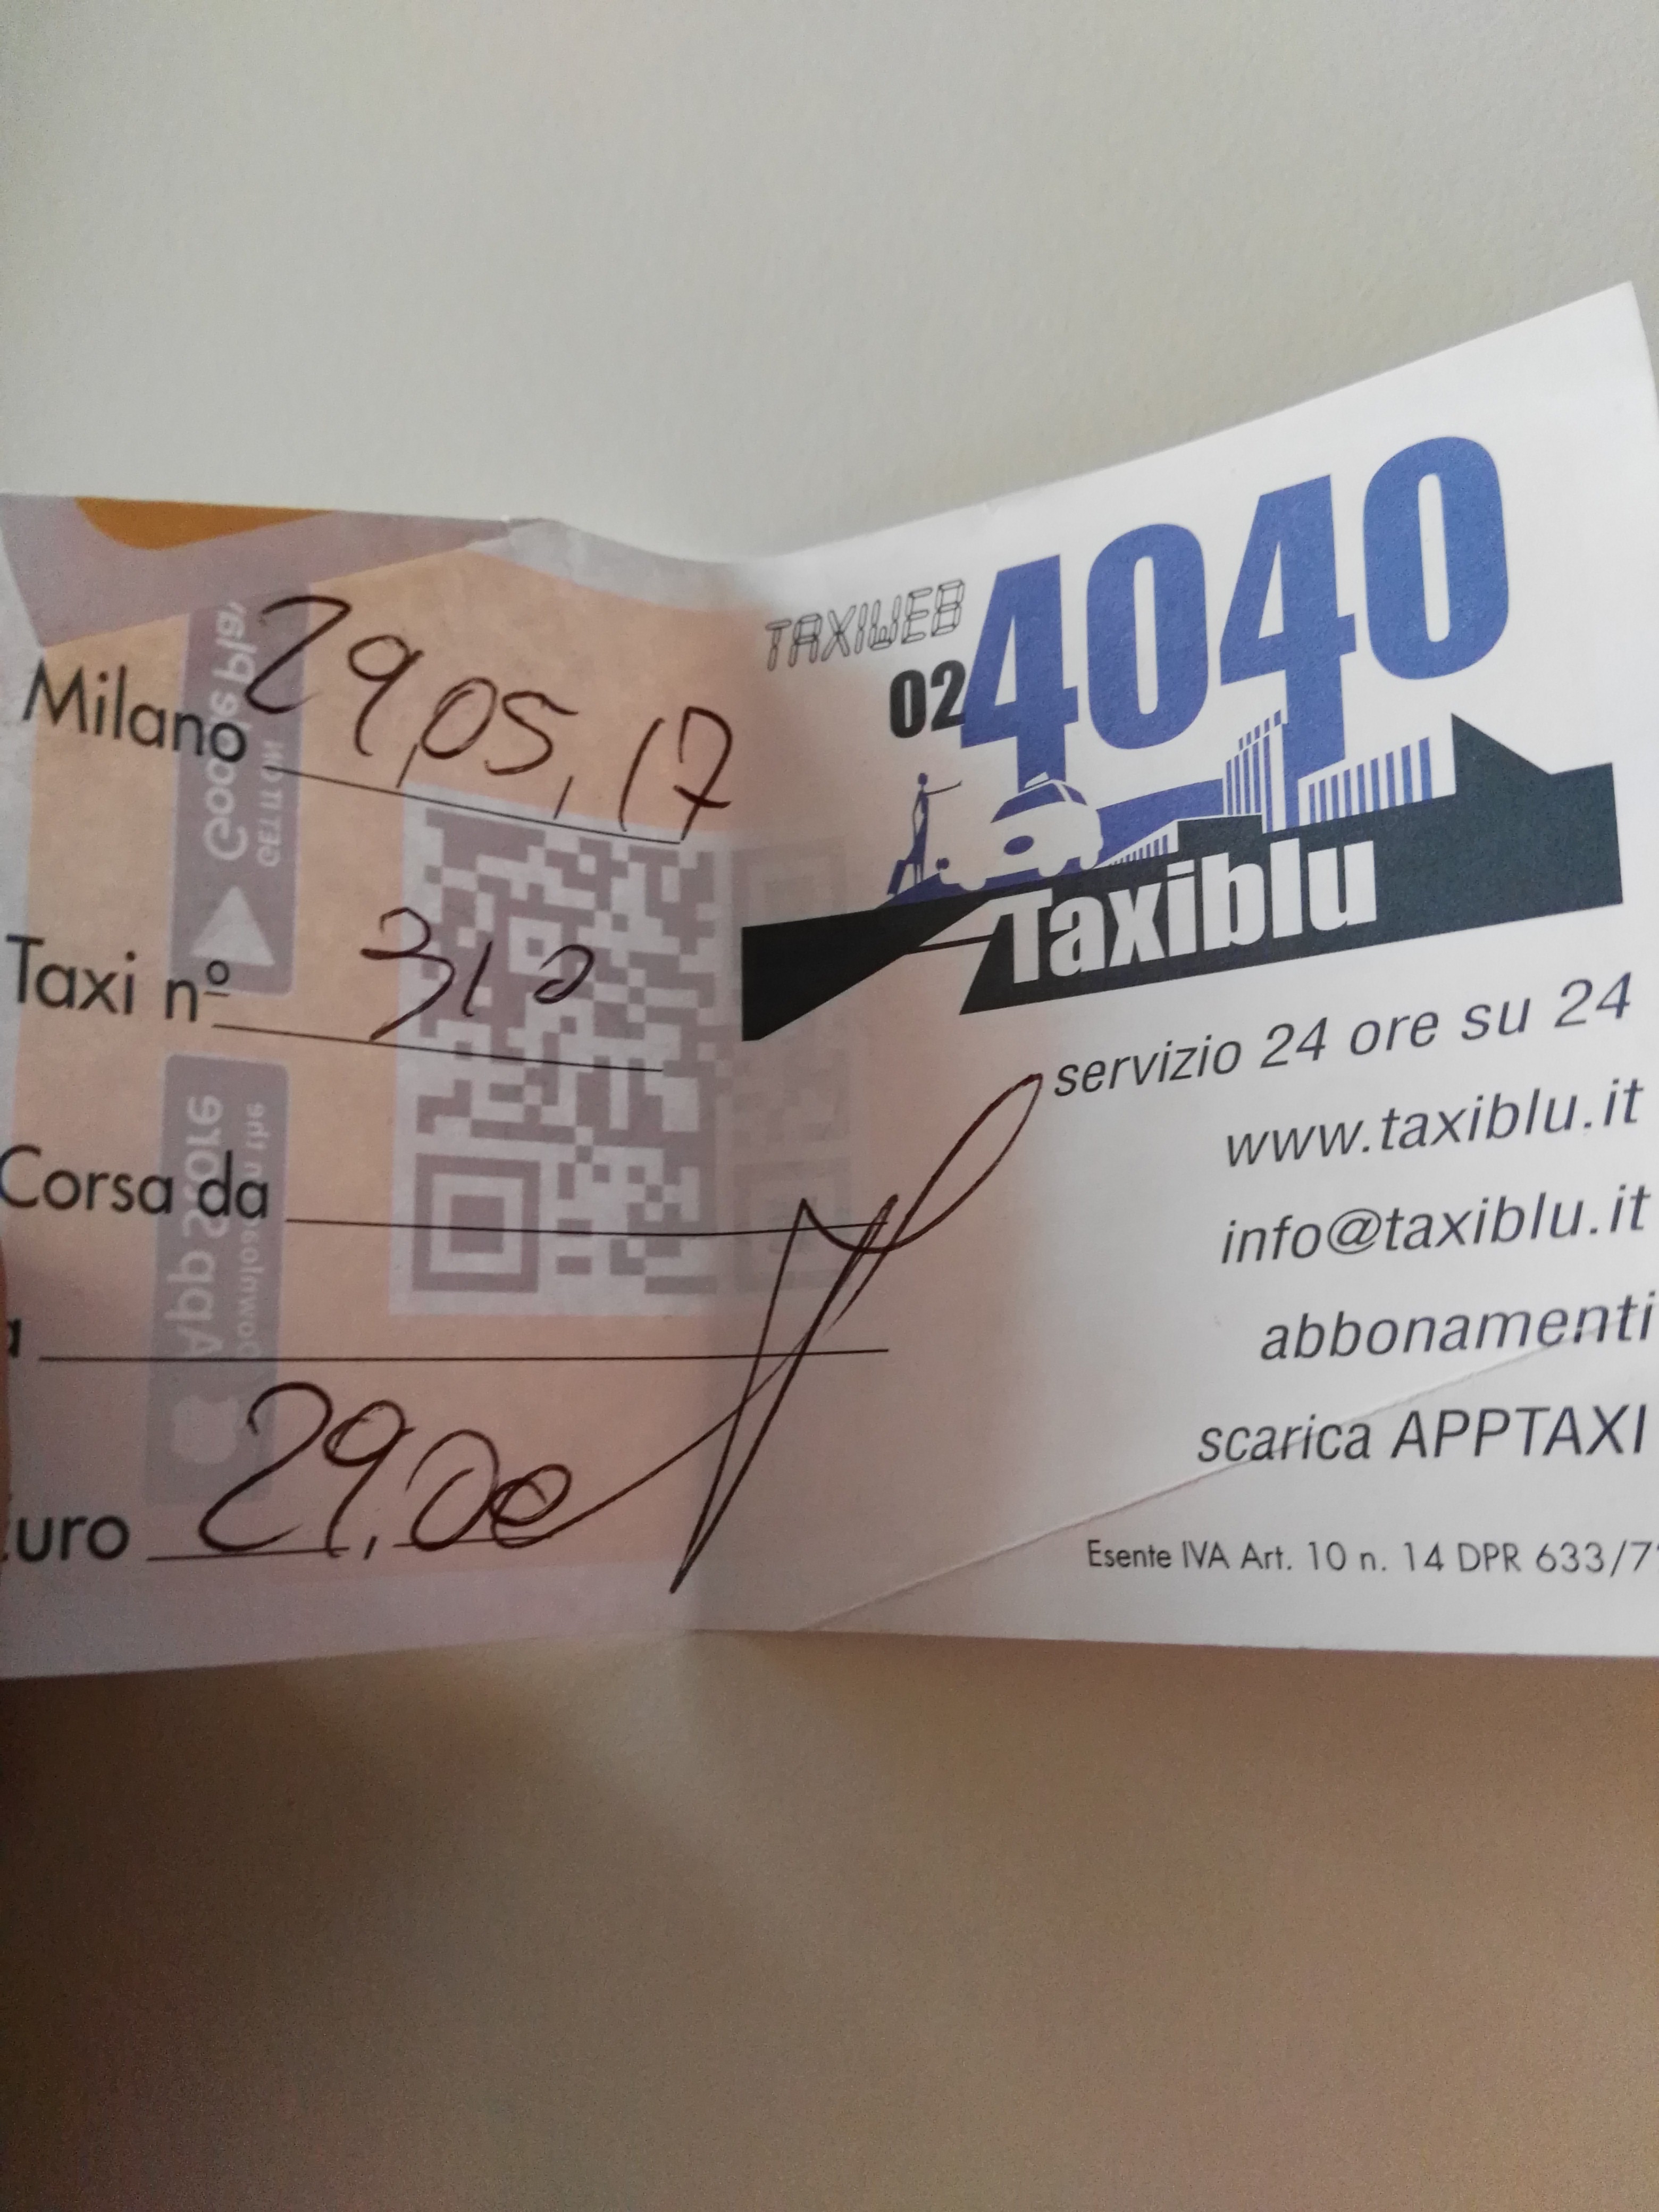 Milano 29,05,17
Taxi nº 310
Corsa da
a
uro 29,00
TAXIWEB
02 4040
Taxiblu
servizio 24 ore su 24
www.taxiblu.it
info@taxiblu.it
abbonamenti
scarica APPTAXI
Esente IVA Art. 10 n. 14 DPR 633/7
Google Play
GET IT ON
App Store
Download on the